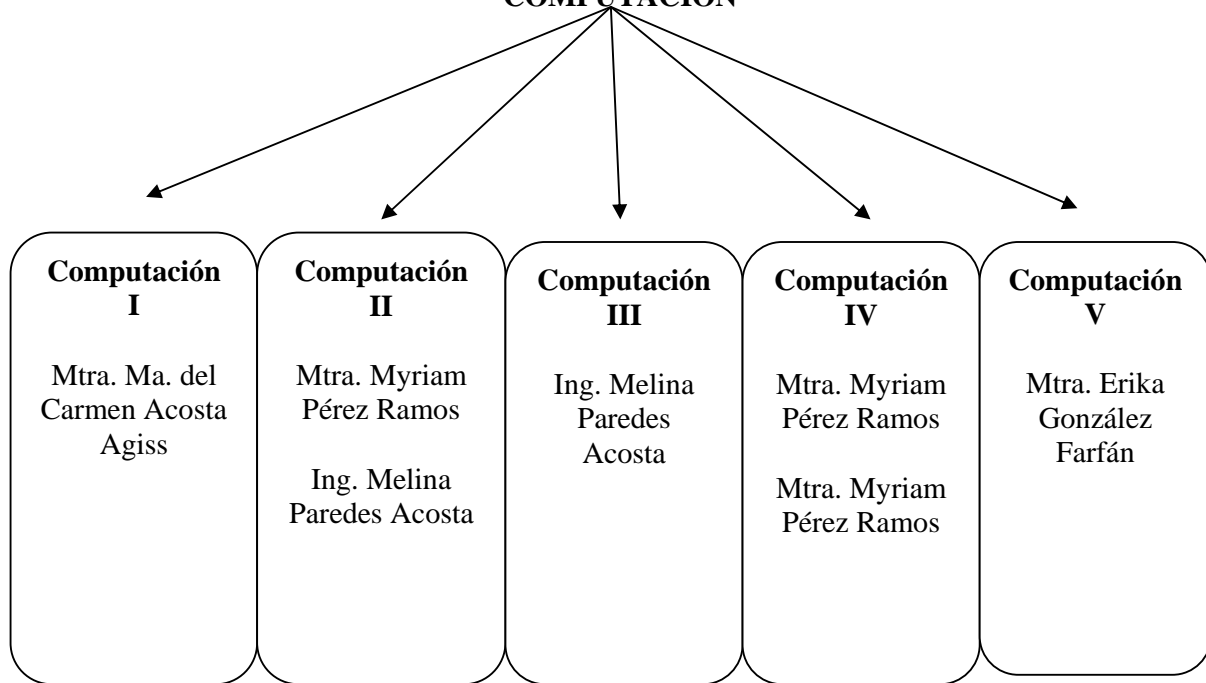 COMPUTACIÓN
Computación
I
Mtra. Ma. del
Carmen Acosta
Agiss
Computación
II
Mtra. Myriam
Pérez Ramos
Ing. Melina
Paredes Acosta
Computación
III
Ing. Melina
Paredes
Acosta
Computación
IV
Mtra. Myriam
Pérez Ramos
Mtra. Myriam
Pérez Ramos
Computación
V
Mtra. Erika
González
Farfán